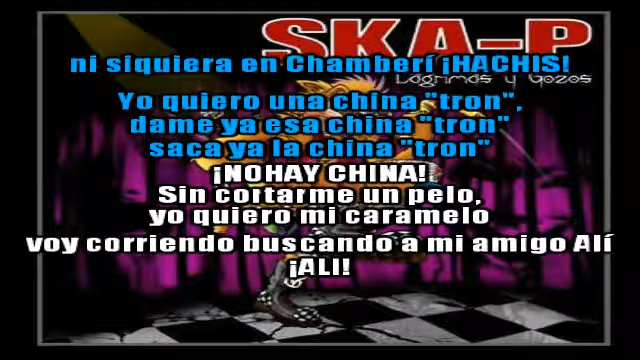 SKA-P
ni siquiera en Chamberí ¡HACHIS!
Lágrimas y Gozos
Yo quiero una china "tron",
dame ya esa china "tron"
saca ya la china "tron"
¡NOHAY CHINA!
Sin cortarme un pelo,
yo quiero mi caramelo
voy corriendo buscando a mi amigo Alí
¡ALI!